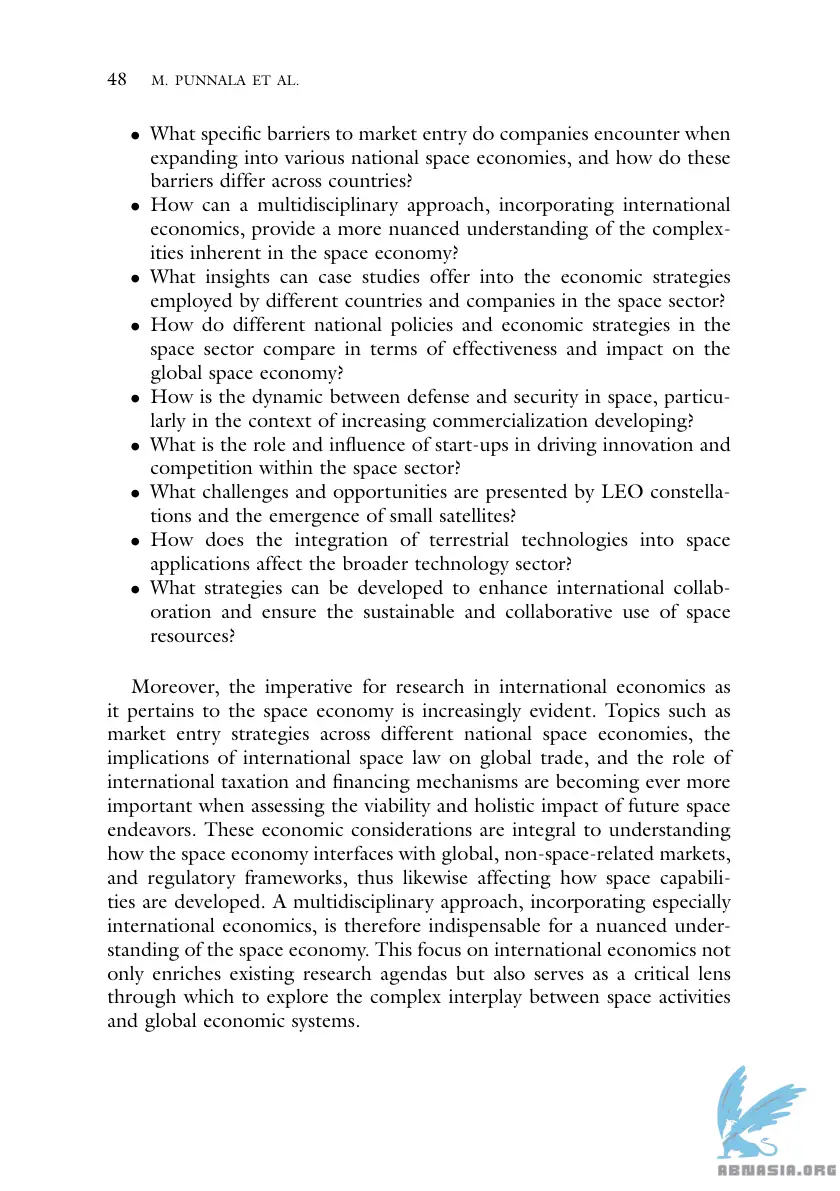 48 M. PUNNALA ET AL.
• What specific barriers to market entry do companies encounter when
expanding into various national space economies, and how do these
barriers differ across countries?
• How can a multidisciplinary approach, incorporating international
economics, provide a more nuanced understanding of the complex-
ities inherent in the space economy?
• What insights can case studies offer into the economic strategies
employed by different countries and companies in the space sector?
• How do different national policies and economic strategies in the
space sector compare in terms of effectiveness and impact on the
global space economy?
• How is the dynamic between defense and security in space, particu-
larly in the context of increasing commercialization developing?
• What is the role and influence of start-ups in driving innovation and
competition within the space sector?
• What challenges and opportunities are presented by LEO constella-
tions and the emergence of small satellites?
• How does the integration of terrestrial technologies into space
applications affect the broader technology sector?
• What strategies can be developed to enhance international collab-
oration and ensure the sustainable and collaborative use of space
resources?
Moreover, the imperative for research in international economics as
it pertains to the space economy is increasingly evident. Topics such as
market entry strategies across different national space economies, the
implications of international space law on global trade, and the role of
international taxation and financing mechanisms are becoming ever more
important when assessing the viability and holistic impact of future space
endeavors. These economic considerations are integral to understanding
how the space economy interfaces with global, non-space-related markets,
and regulatory frameworks, thus likewise affecting how space capabili-
ties are developed. A multidisciplinary approach, incorporating especially
international economics, is therefore indispensable for a nuanced under-
standing of the space economy. This focus on international economics not
only enriches existing research agendas but also serves as a critical lens
through which to explore the complex interplay between space activities
and global economic systems.
ABNASIA.ORG